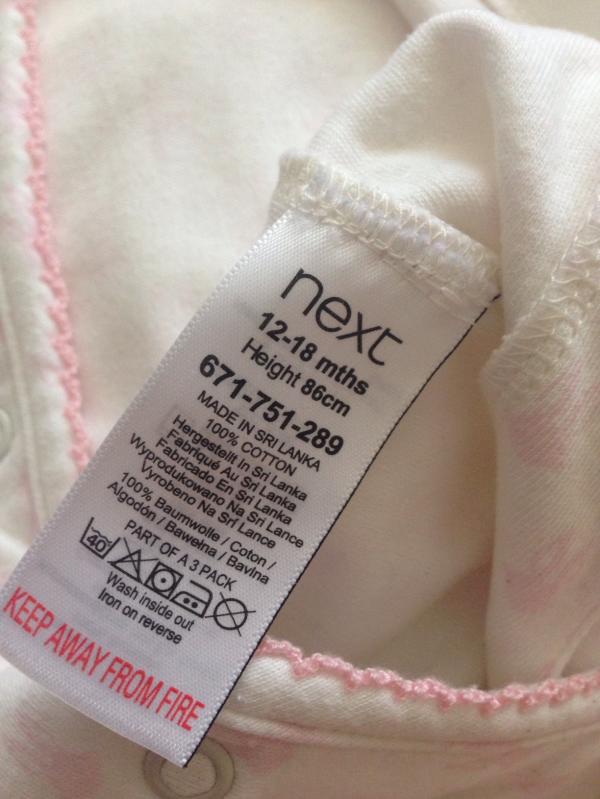 next
12-18 mths
Height 86cm
671-751-289
MADE IN SRI LANKA
100% COTTON
Hergestellt In Sri Lanka
Fabriqué Au Sri Lanka
Fabricado En Sri Lanka
Wyprodukowano Na Sri Lance
Vyrobeno Na Srí Lance
100% Baumwolle / Coton /
Algodón / Bawełna / Bavlna
PART OF A 3 PACK
40
Wash inside out
Iron on reverse
KEEP AWAY FROM FIRE